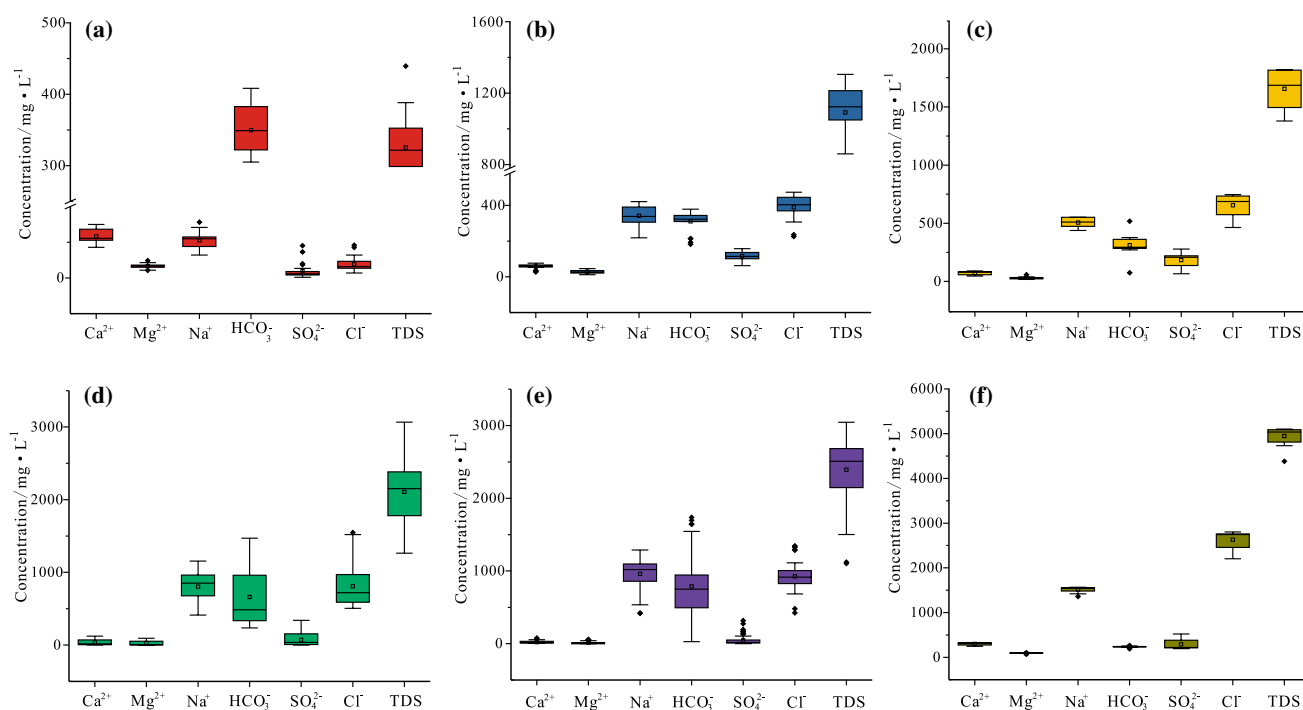 (a)
Concentration/mg • L⁻¹
500
400
300
0
Ca²⁺ Mg²⁺ Na⁺ HCO₃⁻ SO₄²⁻ Cl⁻ TDS
(b)
Concentration/mg • L⁻¹
1600
1200
800
400
0
Ca²⁺ Mg²⁺ Na⁺ HCO₃⁻ SO₄²⁻ Cl⁻ TDS
(c)
Concentration/mg • L⁻¹
2000
1500
1000
500
0
Ca²⁺ Mg²⁺ Na⁺ HCO₃⁻ SO₄²⁻ Cl⁻ TDS
(d)
Concentration/mg • L⁻¹
3000
2000
1000
0
Ca²⁺ Mg²⁺ Na⁺ HCO₃⁻ SO₄²⁻ Cl⁻ TDS
(e)
Concentration/mg • L⁻¹
3000
2000
1000
0
Ca²⁺ Mg²⁺ Na⁺ HCO₃⁻ SO₄²⁻ Cl⁻ TDS
(f)
Concentration/mg • L⁻¹
6000
5000
4000
3000
2000
1000
0
Ca²⁺ Mg²⁺ Na⁺ HCO₃⁻ SO₄²⁻ Cl⁻ TDS